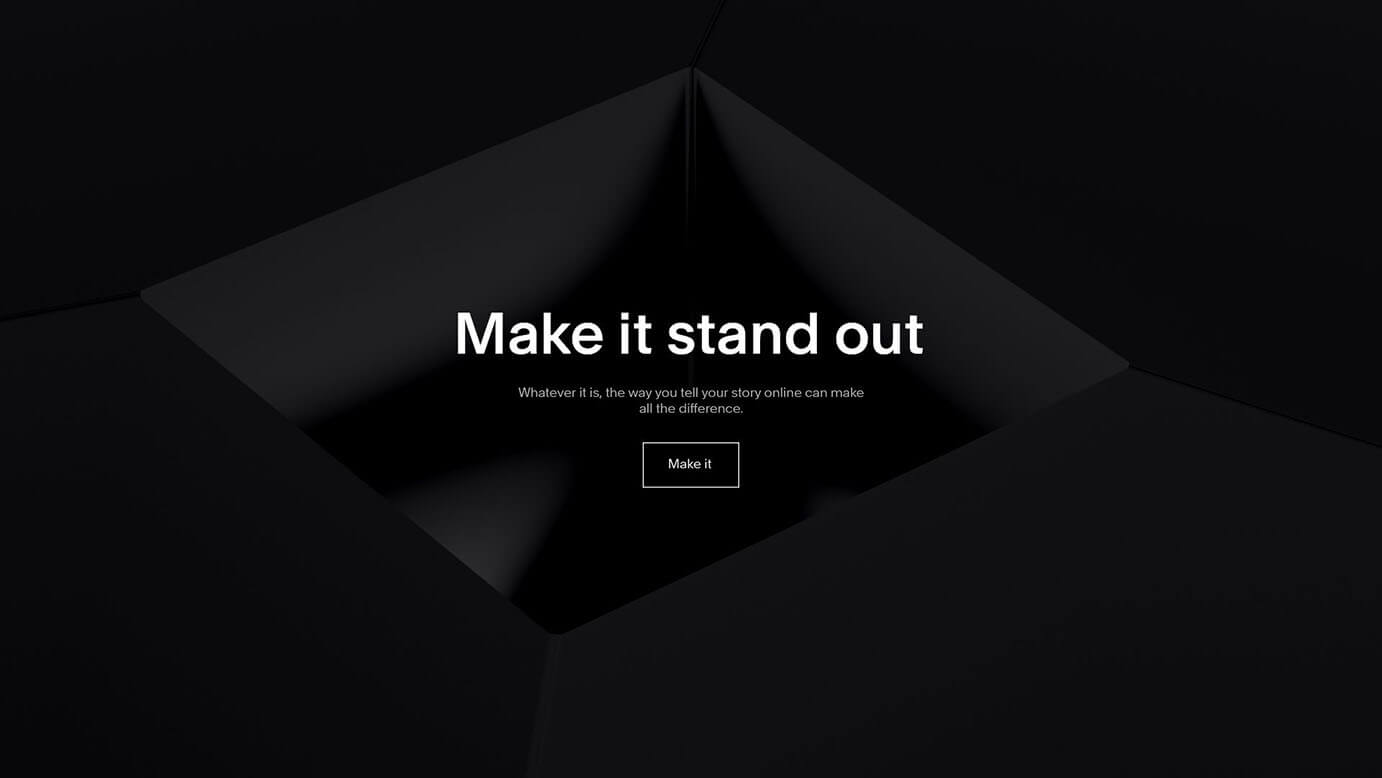 Make it stand out
Whatever it is, the way you tell your story online can make
all the difference.
Make it